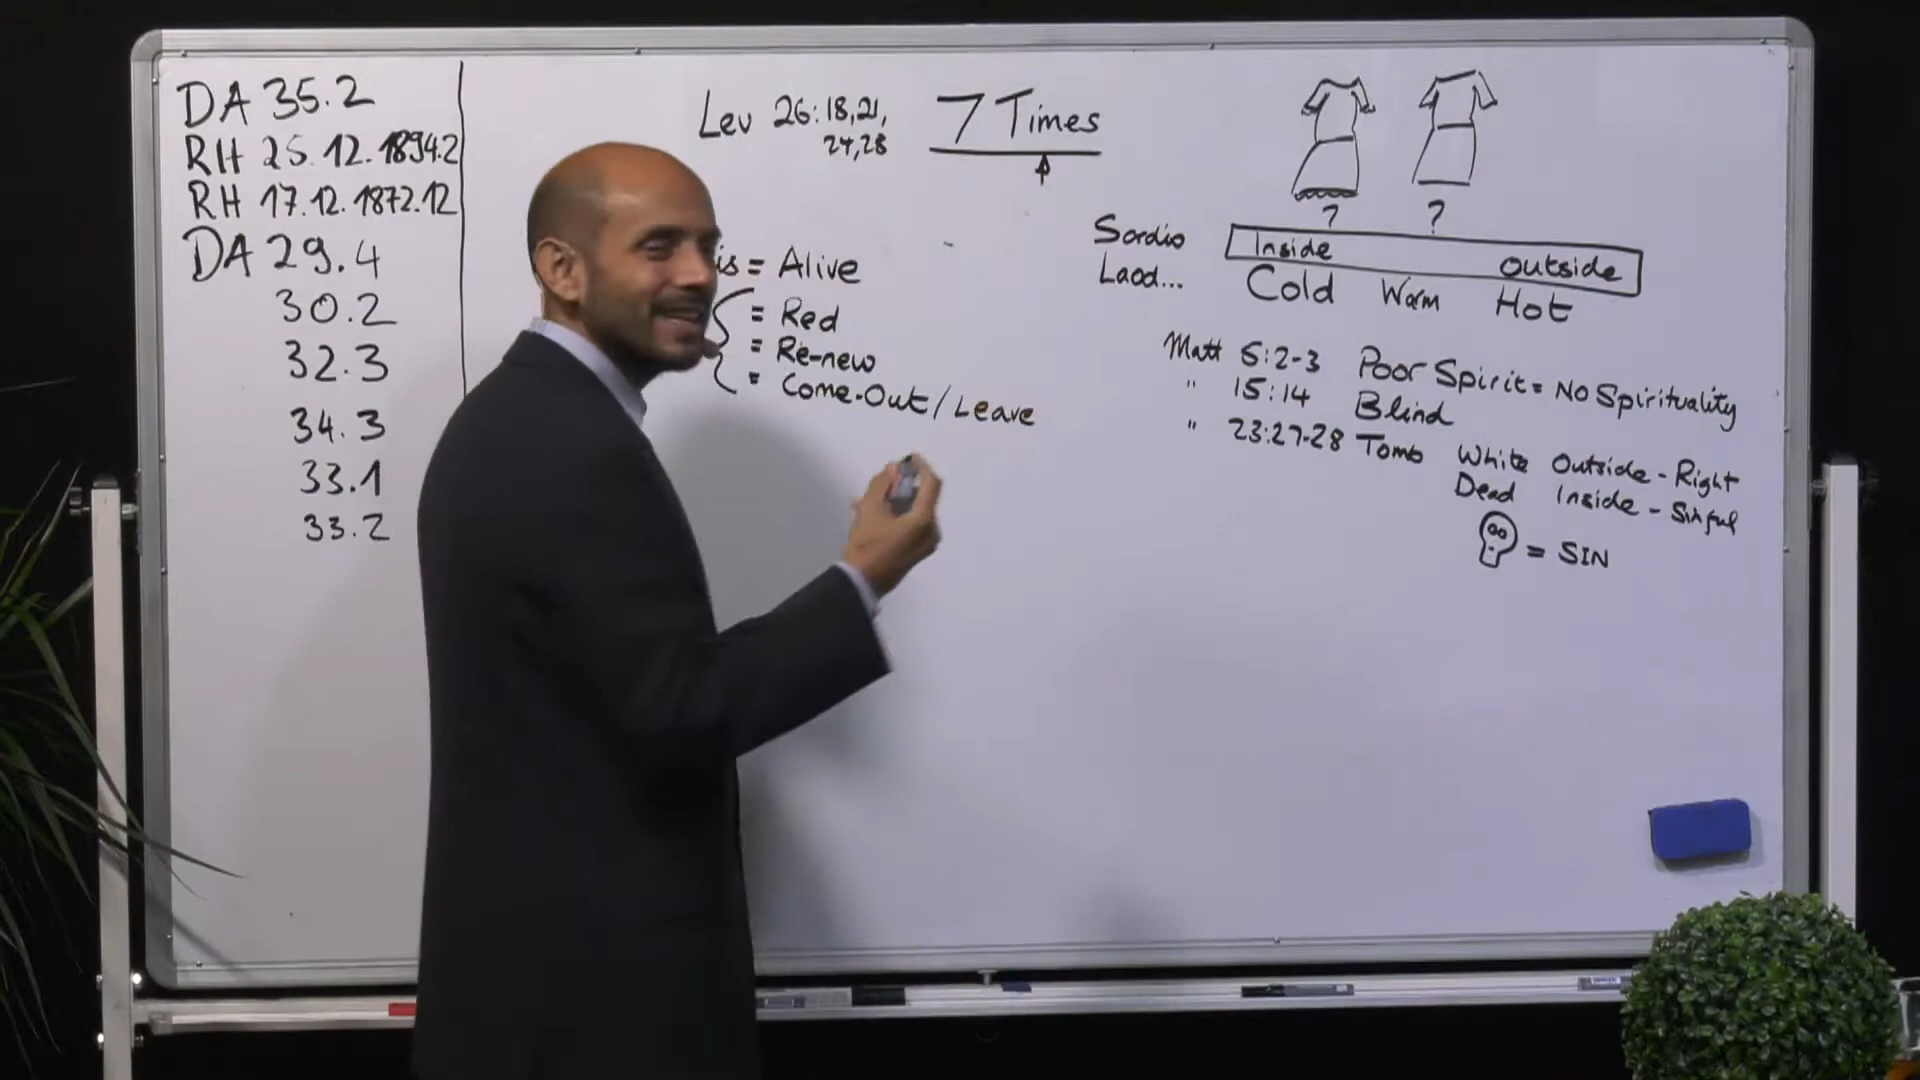 DA 35.2
RH 25.12.1894.2
RH 17.12.1872.12
DA 29.4
30.2
32.3
34.3
33.1
33.2
Lev 26:18,21,
24,28
7 Times
is = Alive
= Red
= Re-new
= Come-Out/Leave
? ?
Sardis
Laod...
Inside Outside
Cold Warm Hot
Matt 5:2-3 Poor Spirit = No Spirituality
" 15:14 Blind
" 23:27-28 Tomb White Outside - Right
Dead Inside - Sinful
= SIN